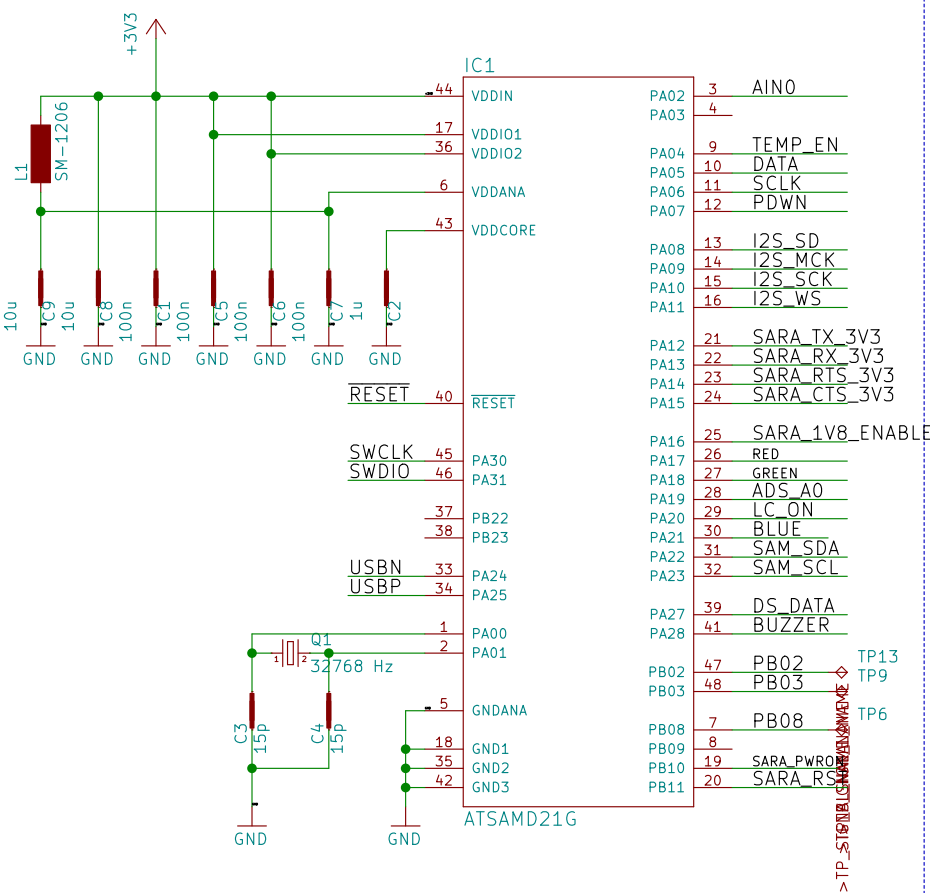 +3V3
IC1
44 VDDIN
17 VDDIO1
36 VDDIO2
6 VDDANA
43 VDDCORE
L1 SM-1206
10u C9
10u C8
100n C1
100n C5
100n C6
100n C7
1u C2
GND GND GND GND GND GND GND
RESET 40 RESET
SWCLK 45 PA30
SWDIO 46 PA31
37 PB22
38 PB23
USBN 33 PA24
USBP 34 PA25
1 PA00
2 PA01
Q1
1 2
32768 Hz
C3 15p
C4 15p
5 GNDANA
18 GND1
35 GND2
42 GND3
GND GND
ATSAMD21G
PA02 3 AIN0
PA03 4
PA04 9 TEMP_EN
PA05 10 DATA
PA06 11 SCLK
PA07 12 PDWN
PA08 13 I2S_SD
PA09 14 I2S_MCK
PA10 15 I2S_SCK
PA11 16 I2S_WS
PA12 21 SARA_TX_3V3
PA13 22 SARA_RX_3V3
PA14 23 SARA_RTS_3V3
PA15 24 SARA_CTS_3V3
PA16 25 SARA_1V8_ENABLE
PA17 26 RED
PA18 27 GREEN
PA19 28 ADS_A0
PA20 29 LC_ON
PA21 30 BLUE
PA22 31 SAM_SDA
PA23 32 SAM_SCL
PA27 39 DS_DATA
PA28 41 BUZZER
PB02 47 PB02 TP13
PB03 48 PB03 TP9
PB08 7 PB08 TP6
PB09 8
PB10 19
PB11 20